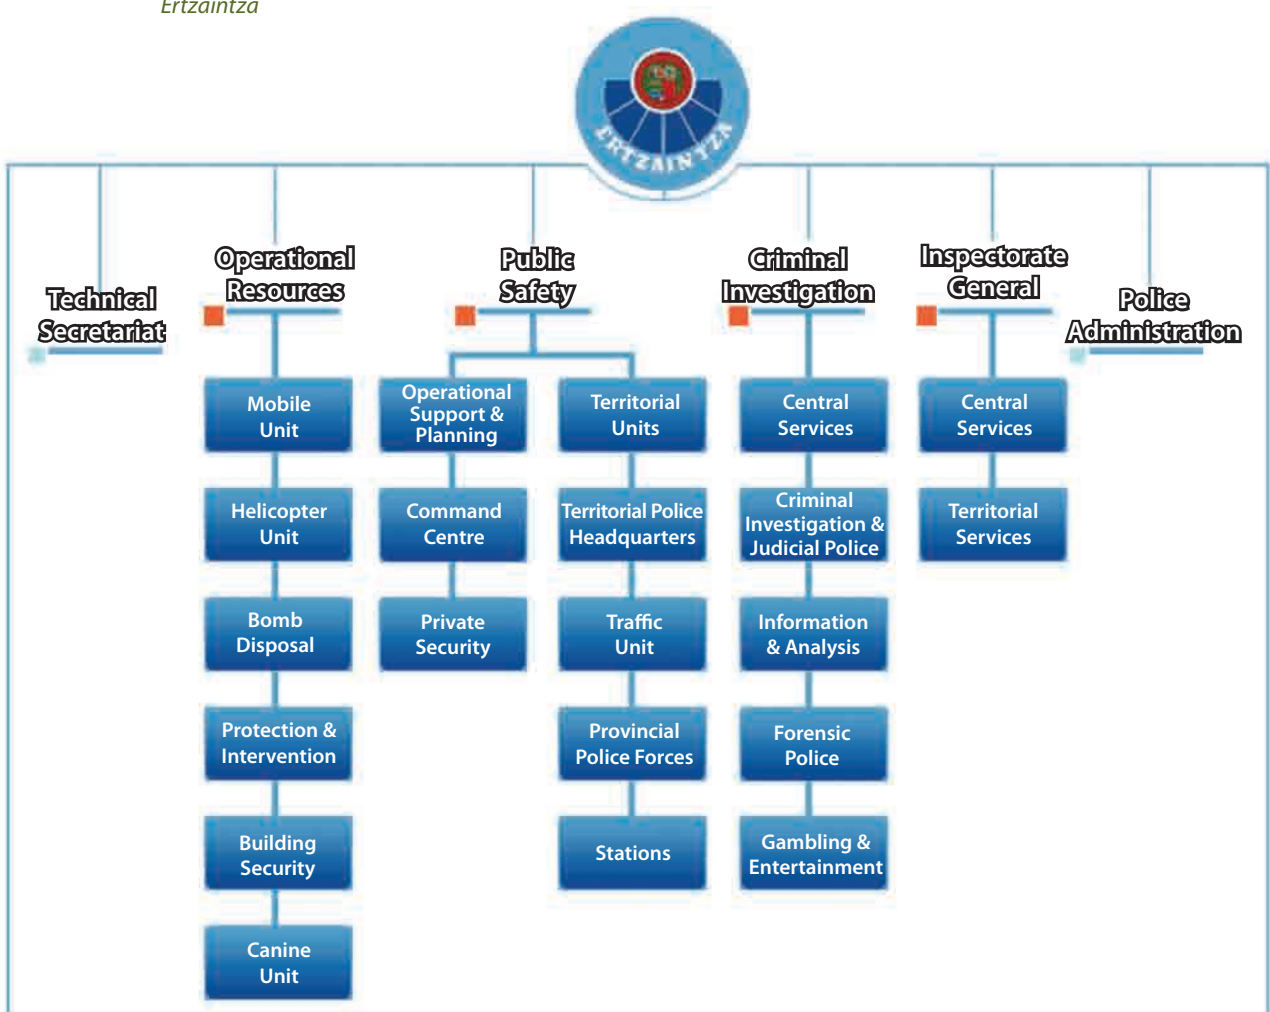 Ertzaintza
ERTZAINTZA
Technical
Secretariat
Operational
Resources
Public
Safety
Criminal
Investigation
Inspectorate
General
Police
Administration
Mobile
Unit
Helicopter
Unit
Bomb
Disposal
Protection &
Intervention
Building
Security
Canine
Unit
Operational
Support &
Planning
Command
Centre
Private
Security
Territorial
Units
Territorial Police
Headquarters
Traffic
Unit
Provincial
Police Forces
Stations
Central
Services
Criminal
Investigation &
Judicial Police
Information
& Analysis
Forensic
Police
Gambling &
Entertainment
Central
Services
Territorial
Services